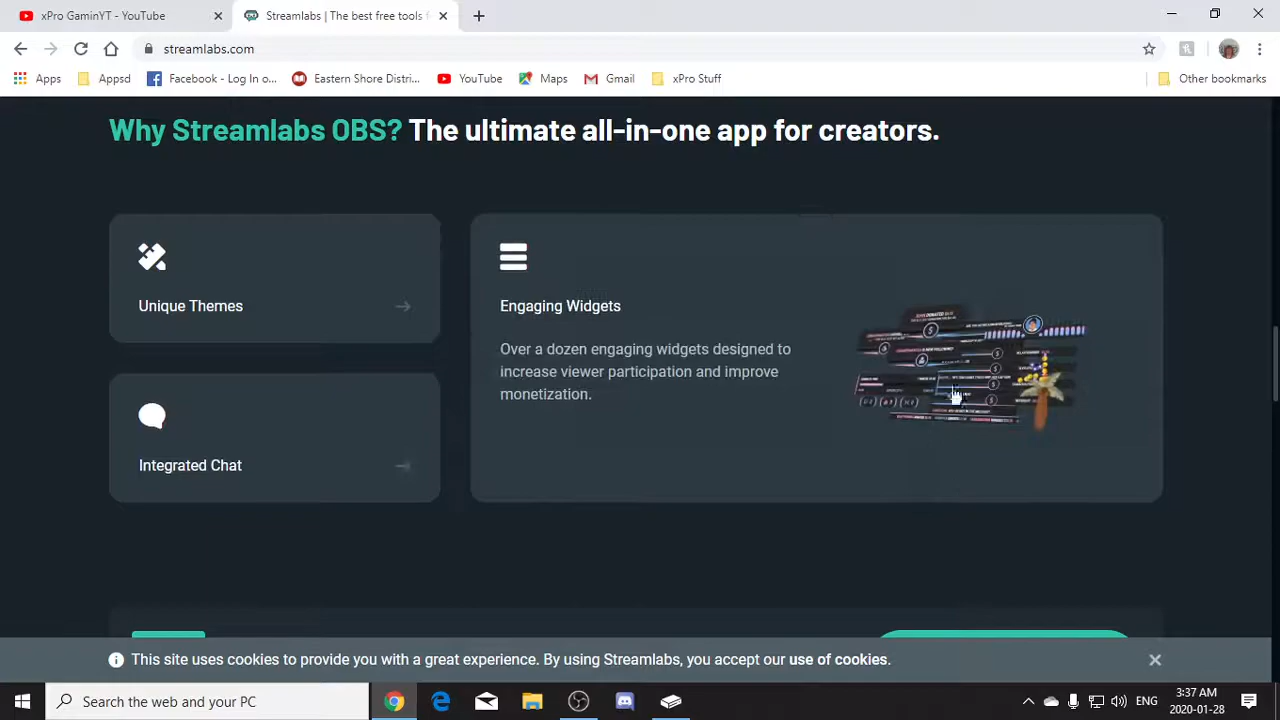 xPro GaminYT - YouTube
Streamlabs | The best free tools f
streamlabs.com
Apps
Appsd
Facebook - Log In o...
Eastern Shore Distri...
YouTube
Maps
Gmail
xPro Stuff
Other bookmarks
Why Streamlabs OBS? The ultimate all-in-one app for creators.
Unique Themes
Engaging Widgets
Over a dozen engaging widgets designed to
increase viewer participation and improve
monetization.
Integrated Chat
This site uses cookies to provide you with a great experience. By using Streamlabs, you accept our use of cookies.
Search the web and your PC
ENG
3:37 AM
2020-01-28